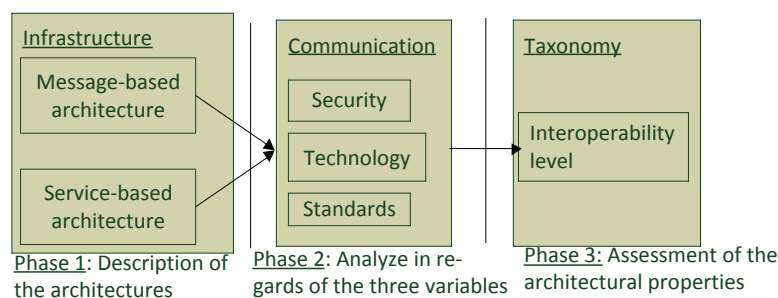 Infrastructure
Message-based
architecture
Service-based
architecture
Phase 1: Description of
the architectures
Communication
Security
Technology
Standards
Phase 2: Analyze in re-
gards of the three variables
Taxonomy
Interoperability
level
Phase 3: Assessment of the
architectural properties